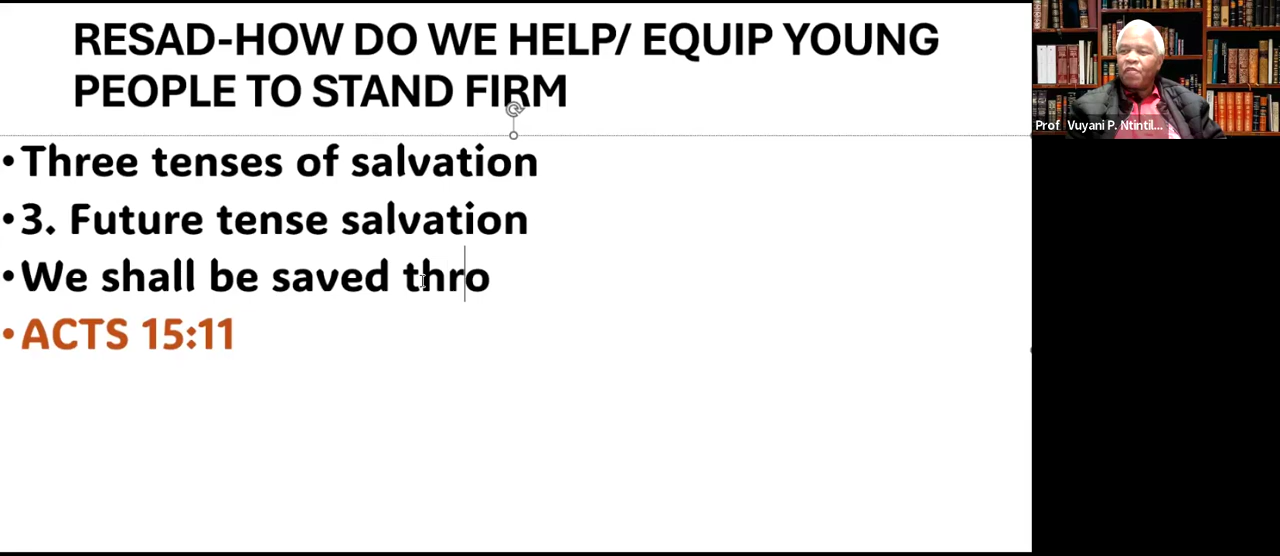 RESAD-HOW DO WE HELP/ EQUIP YOUNG
PEOPLE TO STAND FIRM
•Three tenses of salvation
•3. Future tense salvation
•We shall be saved thro
•ACTS 15:11
Prof Vuyani P. Ntintil...